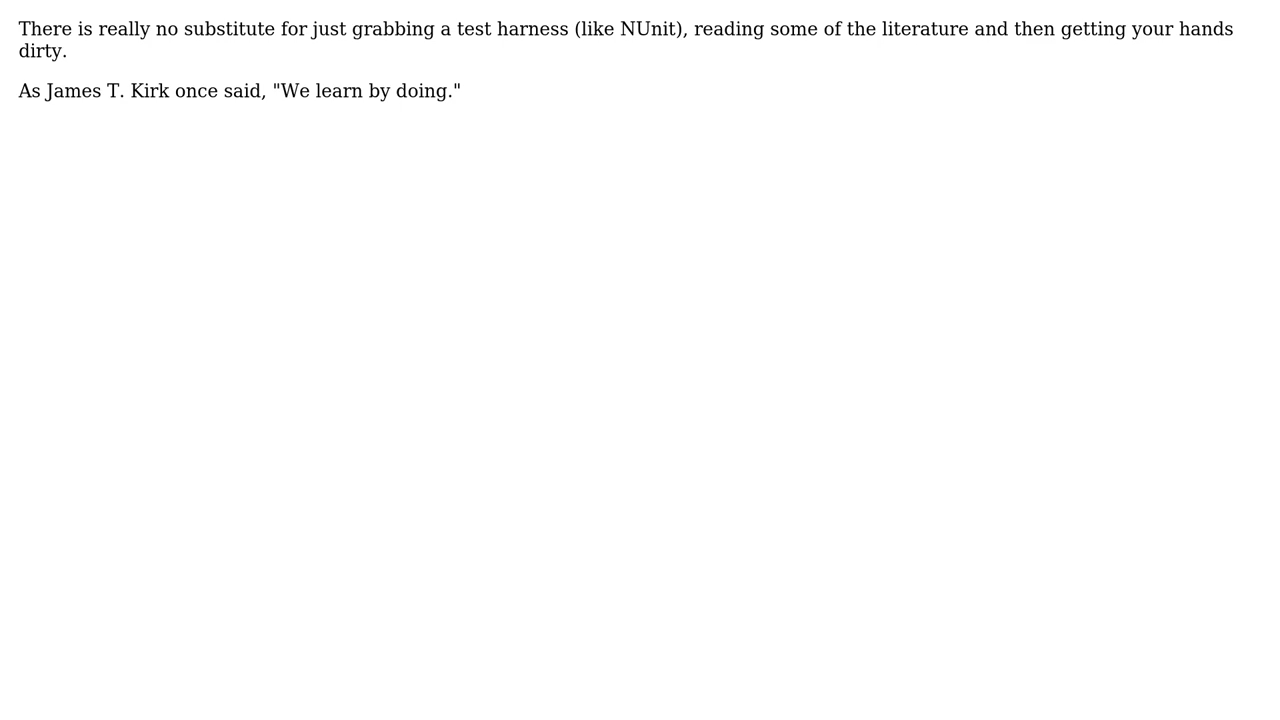 There is really no substitute for just grabbing a test harness (like NUnit), reading some of the literature and then getting your hands
dirty.
As James T. Kirk once said, "We learn by doing."